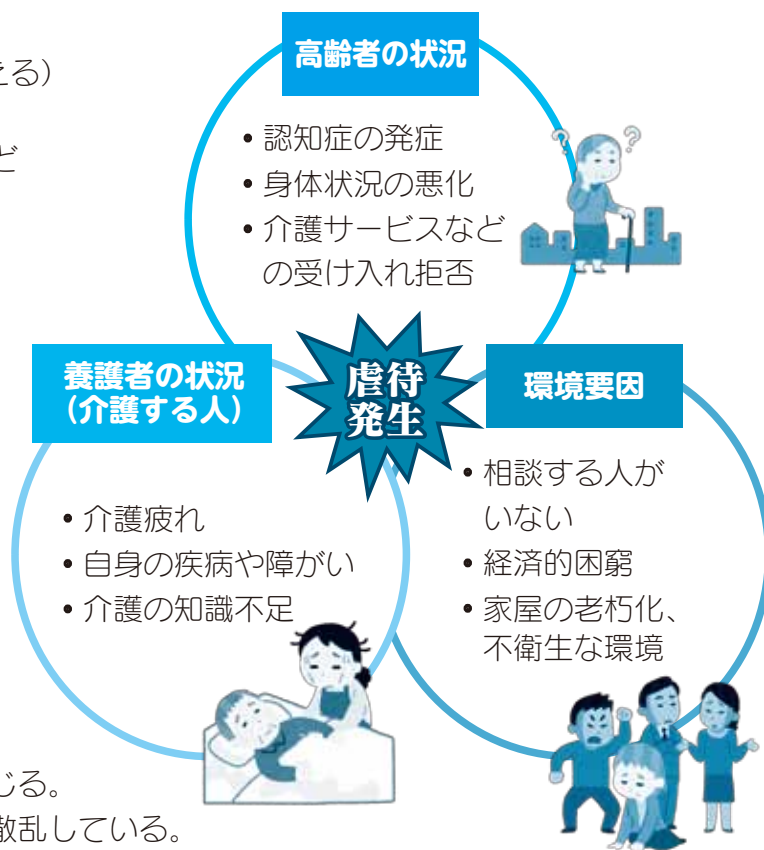 える）
ど
高齢者の状況
• 認知症の発症
• 身体状況の悪化
• 介護サービスなど
の受け入れ拒否
? ?
虐待
発生
養護者の状況
（介護する人）
• 介護疲れ
• 自身の疾病や障がい
• 介護の知識不足
環境要因
• 相談する人が
いない
• 経済的困窮
• 家屋の老朽化、
不衛生な環境
じる。
散乱している。